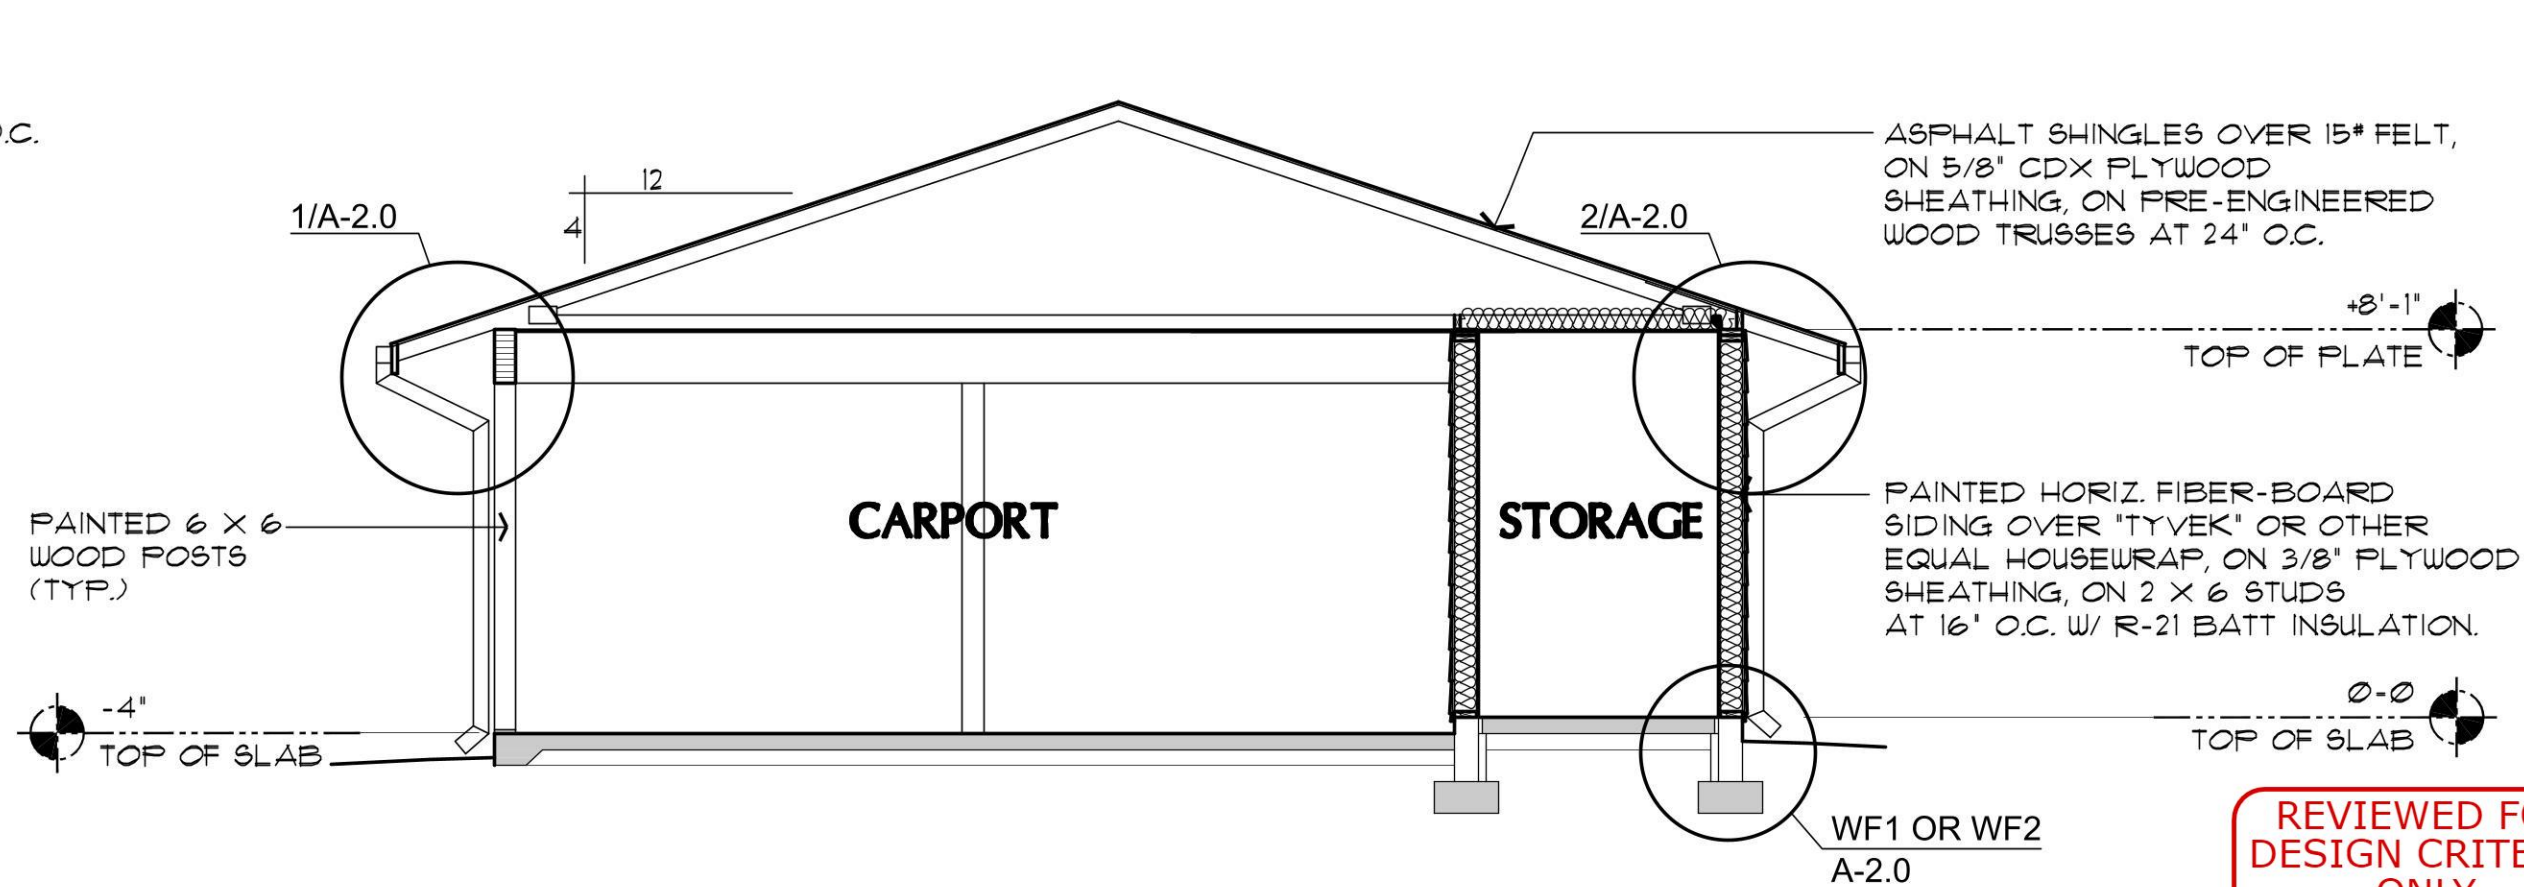 O.C.
12
4
1/A-2.0
2/A-2.0
ASPHALT SHINGLES OVER 15# FELT,
ON 5/8" CDX PLYWOOD
SHEATHING, ON PRE-ENGINEERED
WOOD TRUSSES AT 24" O.C.
+8'-1"
TOP OF PLATE
PAINTED 6 X 6
WOOD POSTS
(TYP.)
CARPORT
STORAGE
PAINTED HORIZ. FIBER-BOARD
SIDING OVER "TYVEK" OR OTHER
EQUAL HOUSEWRAP, ON 3/8" PLYWOOD
SHEATHING, ON 2 X 6 STUDS
AT 16" O.C. W/ R-21 BATT INSULATION.
-4"
TOP OF SLAB
Ø-Ø
TOP OF SLAB
WF1 OR WF2
A-2.0
REVIEWED
DESIGN
ONLY